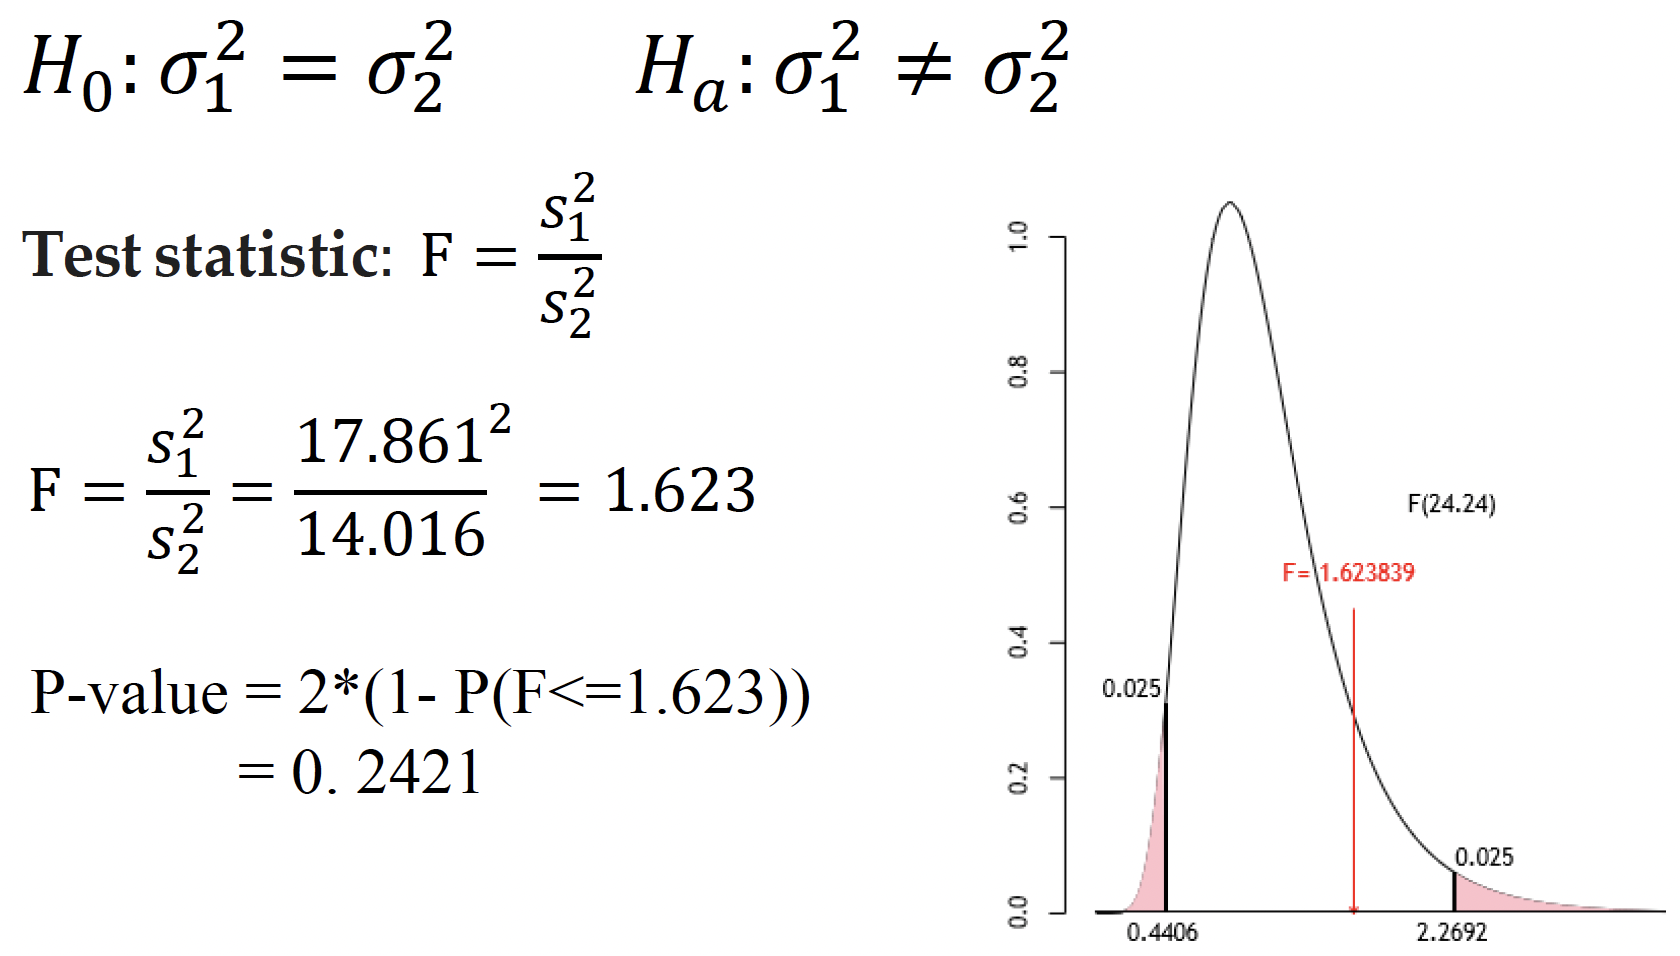 H₀: σ₁² = σ₂²  Hₐ: σ₁² ≠ σ₂²
Test statistic: F = s₁²/s₂²
F = s₁²/s₂² = 17.861²/14.016 = 1.623
P-value = 2*(1- P(F<=1.623))
= 0. 2421
1.0
0.8
0.6
0.4
0.2
0.0
F(24.24)
F= 1.623839
0.025
0.025
0.4406
2.2692